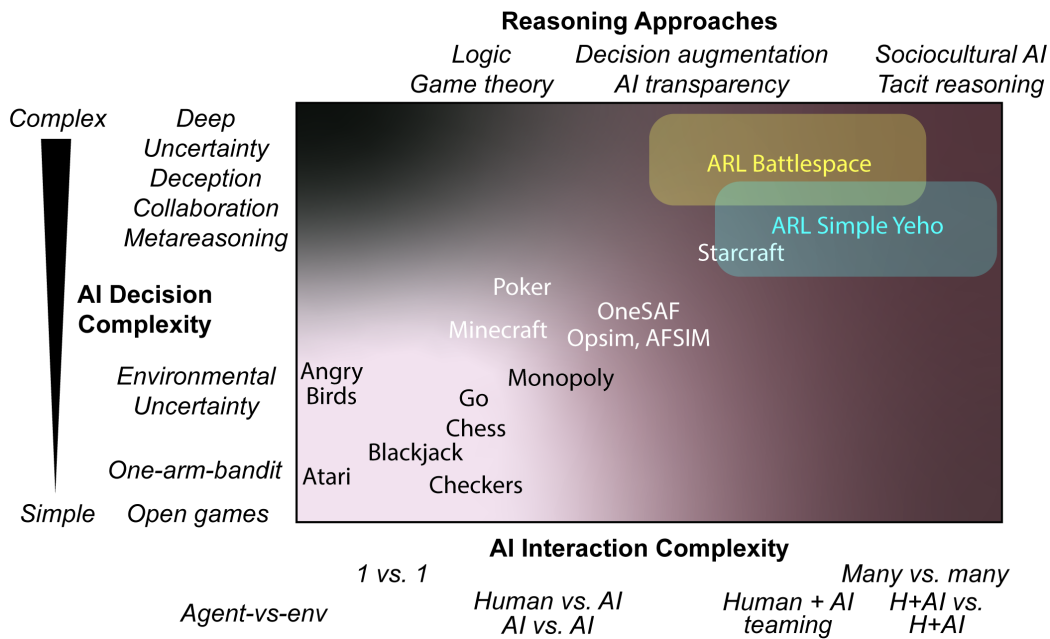 Reasoning Approaches
Logic
Game theory
Decision augmentation
AI transparency
Sociocultural AI
Tacit reasoning
Complex
Deep
Uncertainty
Deception
Collaboration
Metareasoning
AI Decision
Complexity
Environmental
Uncertainty
One-arm-bandit
Simple
Open games
ARL Battlespace
ARL Simple Yeho
Starcraft
Poker
OneSAF
Minecraft
Opsim, AFSIM
Angry
Birds
Monopoly
Go
Chess
Blackjack
Atari
Checkers
AI Interaction Complexity
1 vs. 1
Many vs. many
Agent-vs-env
Human vs. AI
AI vs. AI
Human + AI
teaming
H+AI vs.
H+AI